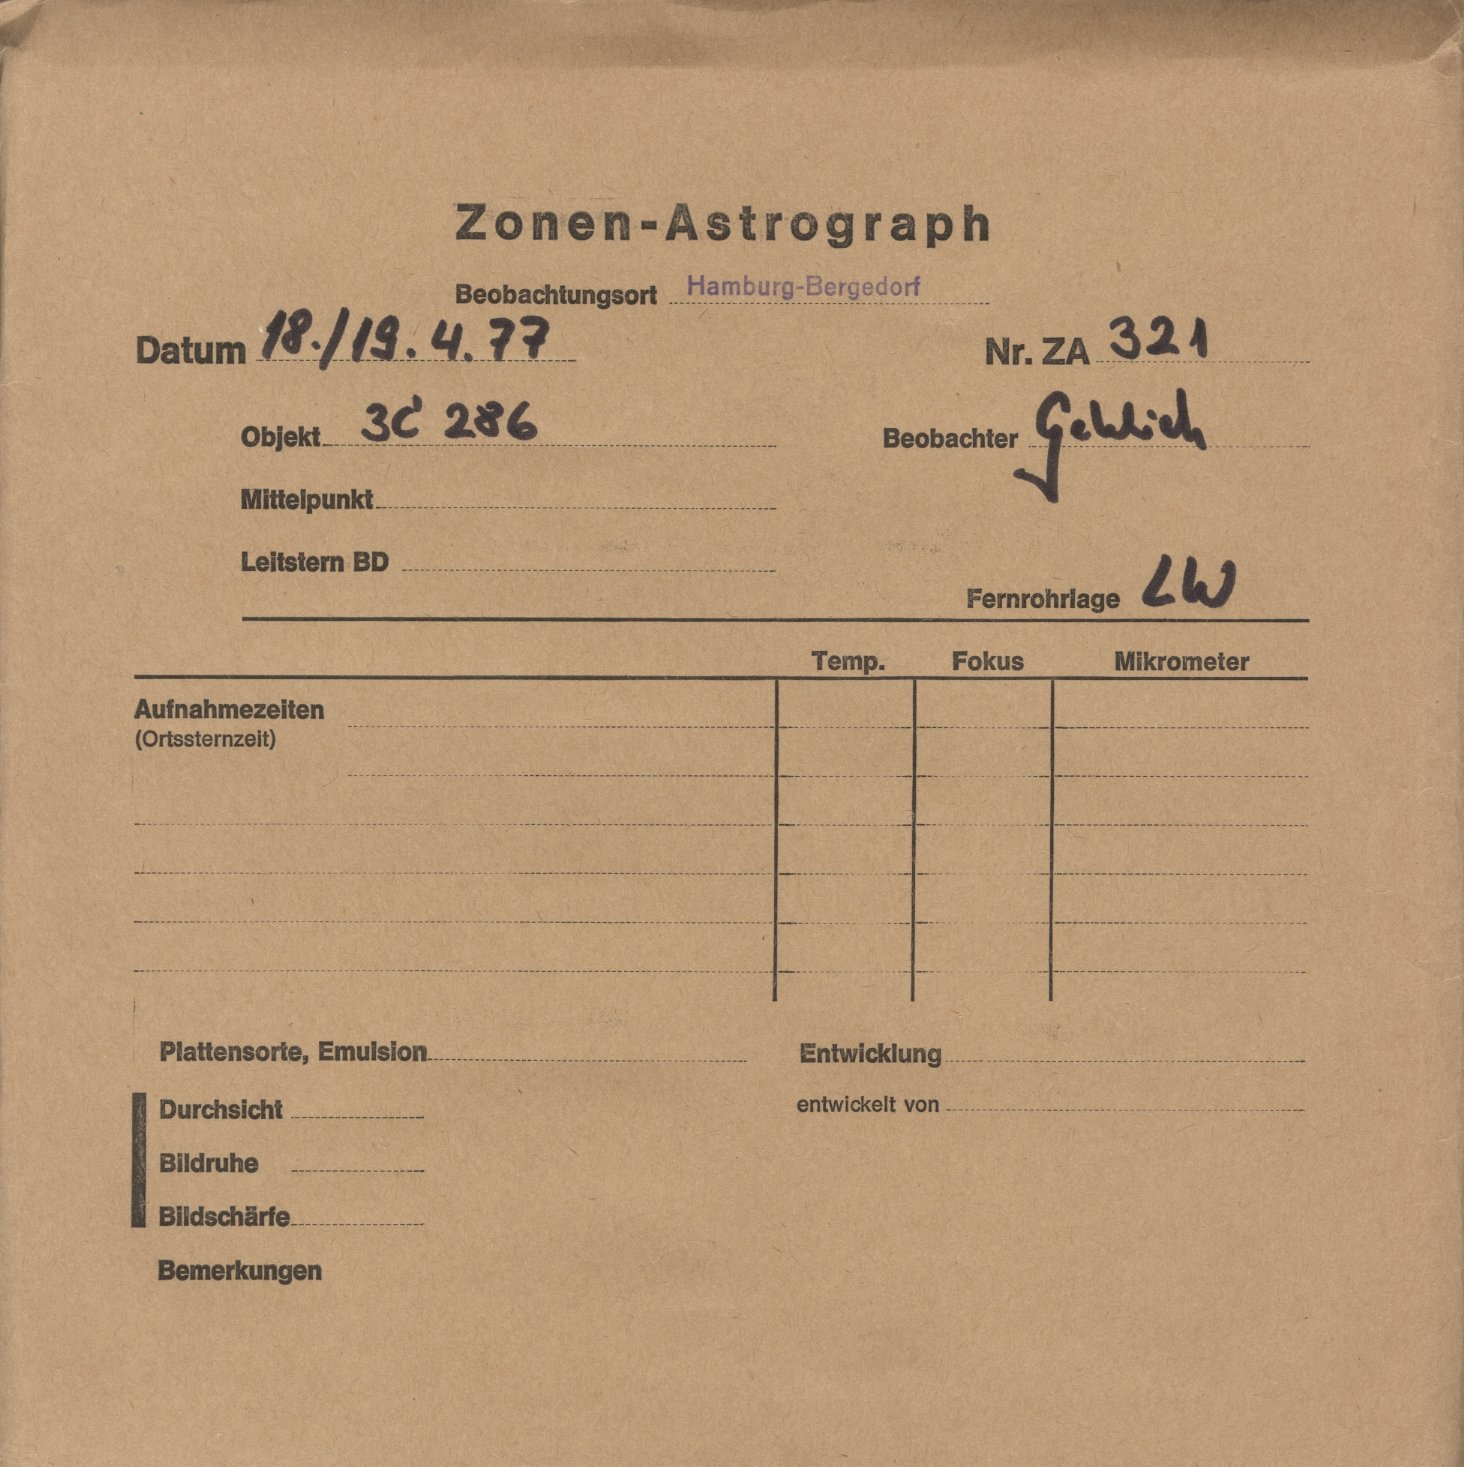 Zonen-Astrograph
Beobachtungsort Hamburg-Bergedorf
Datum 18./19.4.77 Nr. ZA 321
Objekt 3C 286 Beobachter Gehlich
Mittelpunkt
Leitstern BD
Fernrohrlage LW
Temp. Fokus Mikrometer
Aufnahmezeiten
(Ortssternzeit)
Plattensorte, Emulsion Entwicklung
Durchsicht entwickelt von
Bildruhe
Bildschärfe
Bemerkungen